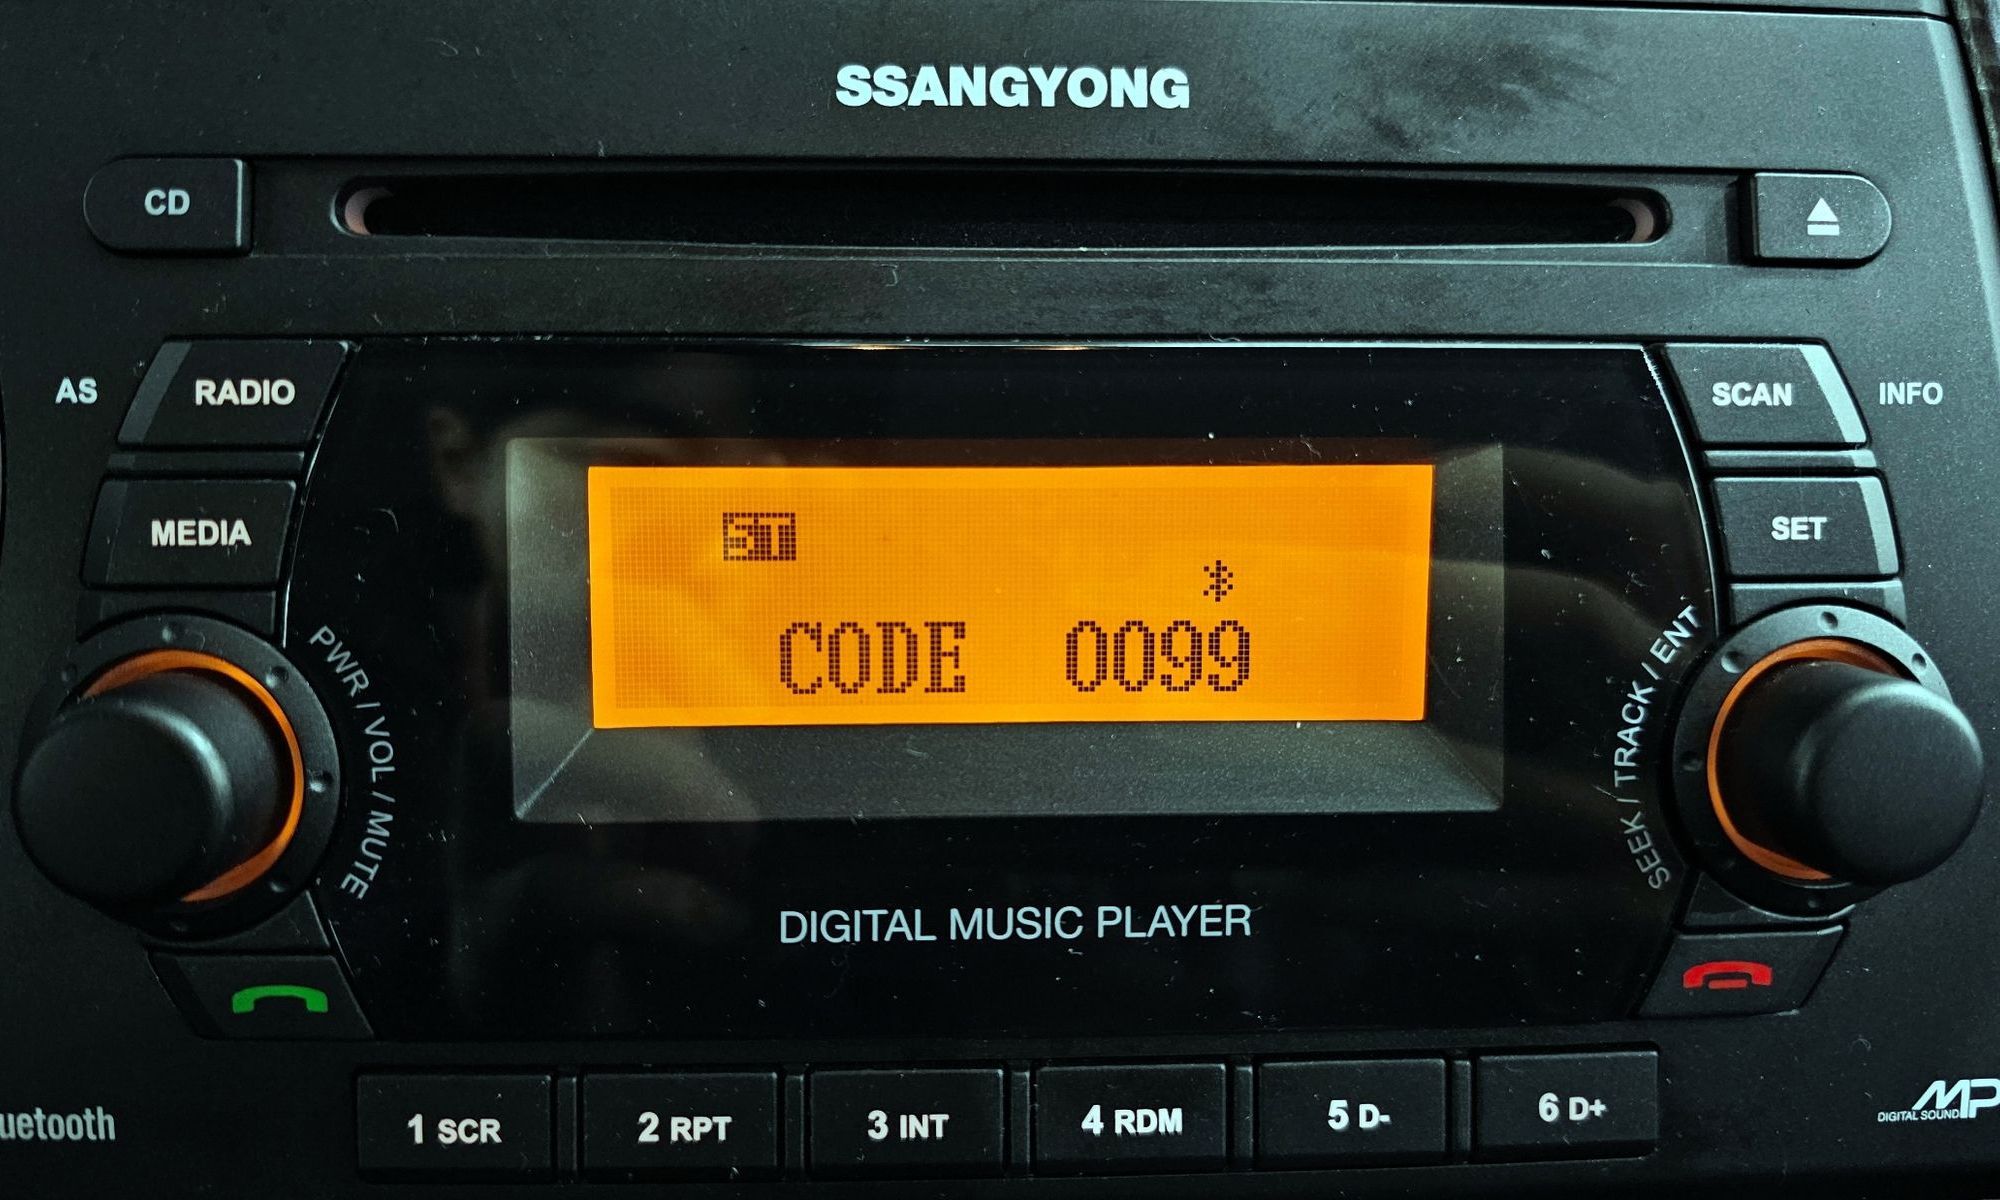 SSANGYONG
CD
AS RADIO
SCAN INFO
MEDIA
SET
ST
CODE 0099
PWR / VOL / MUTE
SEEK / TRACK / ENT
DIGITAL MUSIC PLAYER
1 SCR 2 RPT 3 INT 4 RDM 5 D- 6 D+
uetooth
MP
DIGITAL SOUND